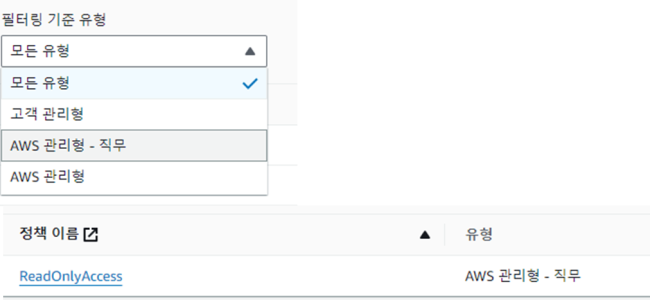 필터링 기준 유형
모든 유형
모든 유형
고객 관리형
AWS 관리형 - 직무
AWS 관리형
정책 이름 유형
ReadOnlyAccess AWS 관리형 - 직무